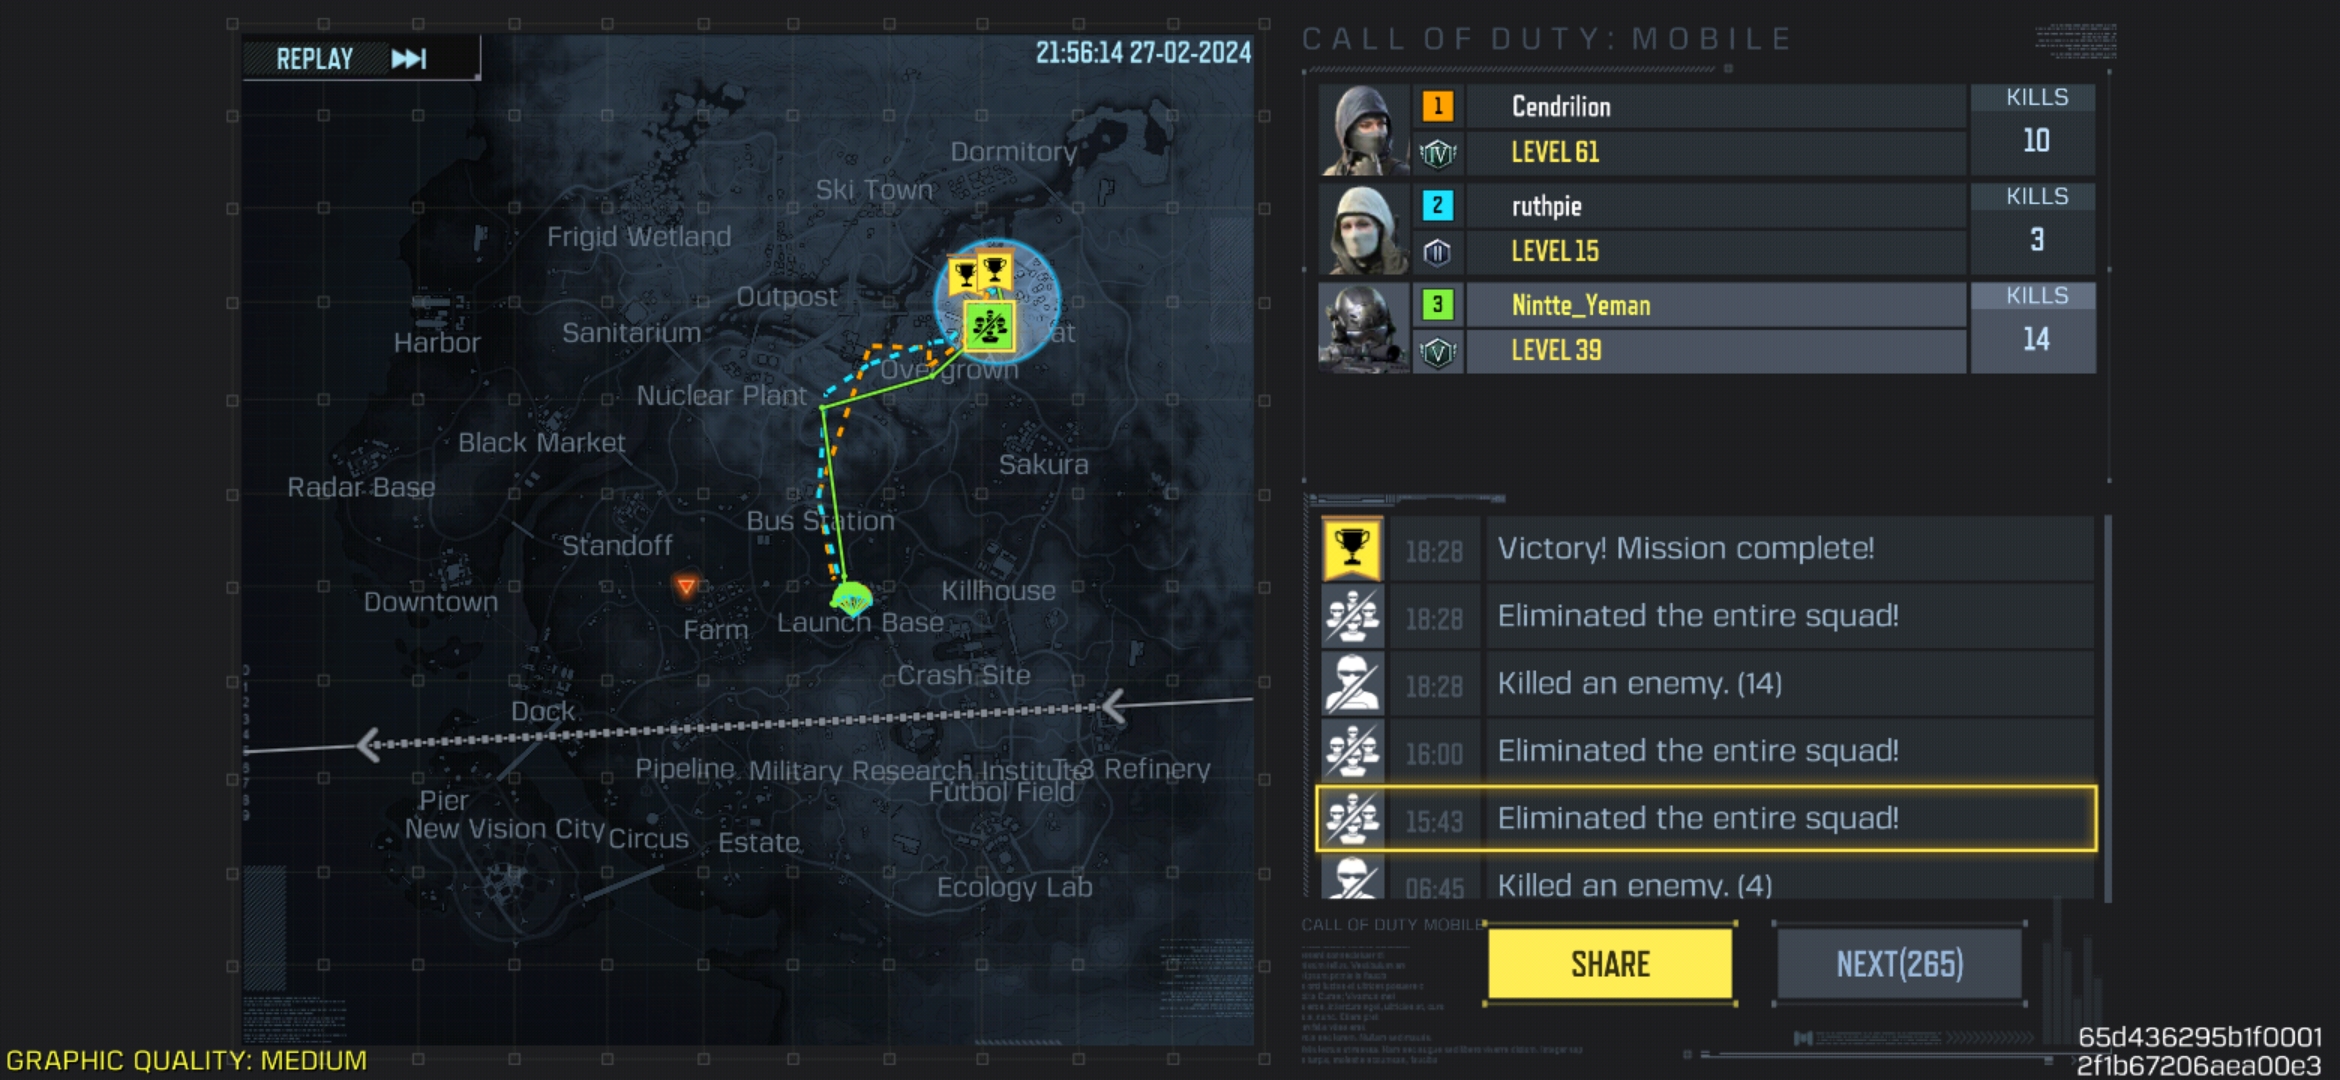 REPLAY
21:56:14 27-02-2024
Dormitory
Ski Town
Frigid Wetland
Outpost
Sanitarium
Harbor
at
Overgrown
Nuclear Plant
Black Market
Sakura
Radar Base
Bus Station
Standoff
Killhouse
Downtown
Launch Base
Farm
Crash Site
Dock
Pipeline
Military Research Institute
T-3 Refinery
Futbol Field
Pier
New Vision City
Circus
Estate
Ecology Lab
CALL OF DUTY: MOBILE
1 Cendrilion KILLS
IV LEVEL 61 10
2 ruthpie KILLS
II LEVEL 15 3
3 Nintte_Yeman KILLS
V LEVEL 39 14
18:28 Victory! Mission complete!
18:28 Eliminated the entire squad!
18:28 Killed an enemy. (14)
16:00 Eliminated the entire squad!
15:43 Eliminated the entire squad!
06:45 Killed an enemy. (4)
CALL OF DUTY MOBILE
SHARE
NEXT(265)
GRAPHIC QUALITY: MEDIUM
65d436295b1f0001
2f1b67206aea00e3